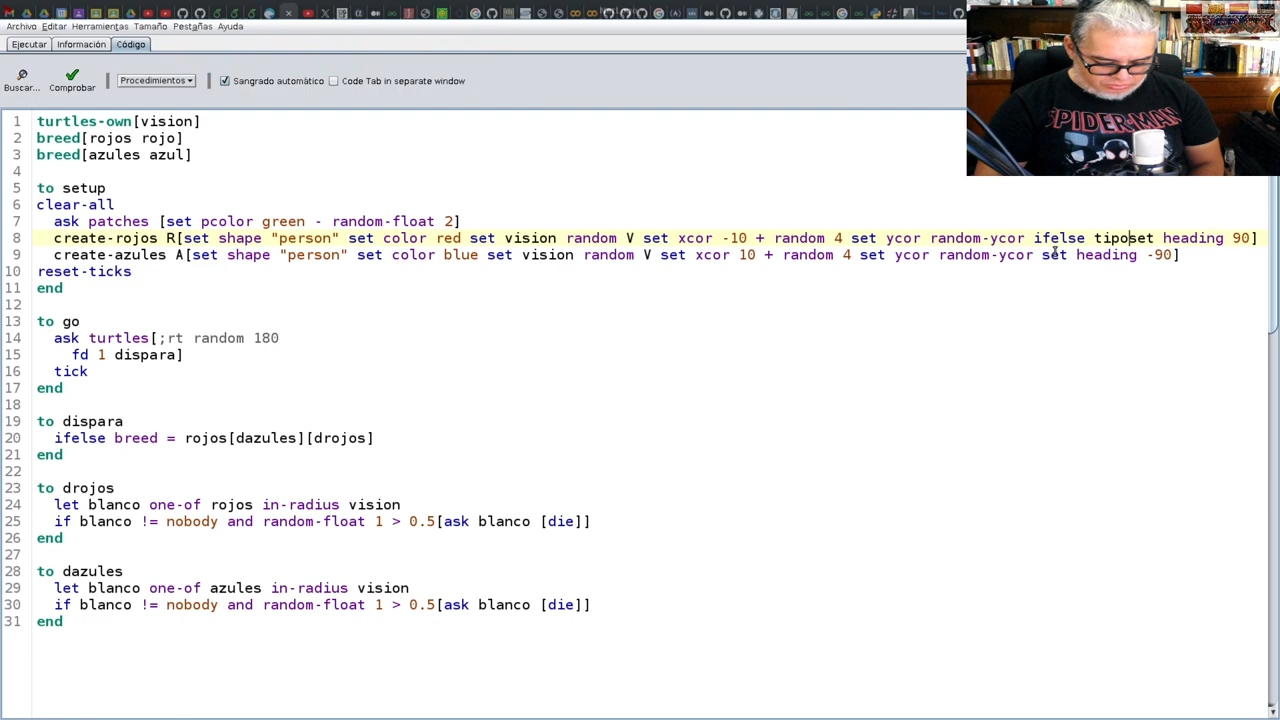 Archivo Editar Herramientas Tamaño Pestañas Ayuda
Ejecutar Información Código
Buscar... Comprobar Procedimientos Sangrado automático Code Tab in separate window
SPIDER-MAN
1 turtles-own[vision]
2 breed[rojos rojo]
3 breed[azules azul]
4
5 to setup
6 clear-all
7 ask patches [set pcolor green - random-float 2]
8 create-rojos R[set shape "person" set color red set vision random V set xcor -10 + random 4 set ycor random-ycor ifelse tiposet heading 90]
9 create-azules A[set shape "person" set color blue set vision random V set xcor 10 + random 4 set ycor random-ycor set heading -90]
10 reset-ticks
11 end
12
13 to go
14 ask turtles[;rt random 180
15 fd 1 dispara]
16 tick
17 end
18
19 to dispara
20 ifelse breed = rojos[dazules][drojos]
21 end
22
23 to drojos
24 let blanco one-of rojos in-radius vision
25 if blanco != nobody and random-float 1 > 0.5[ask blanco [die]]
26 end
27
28 to dazules
29 let blanco one-of azules in-radius vision
30 if blanco != nobody and random-float 1 > 0.5[ask blanco [die]]
31 end